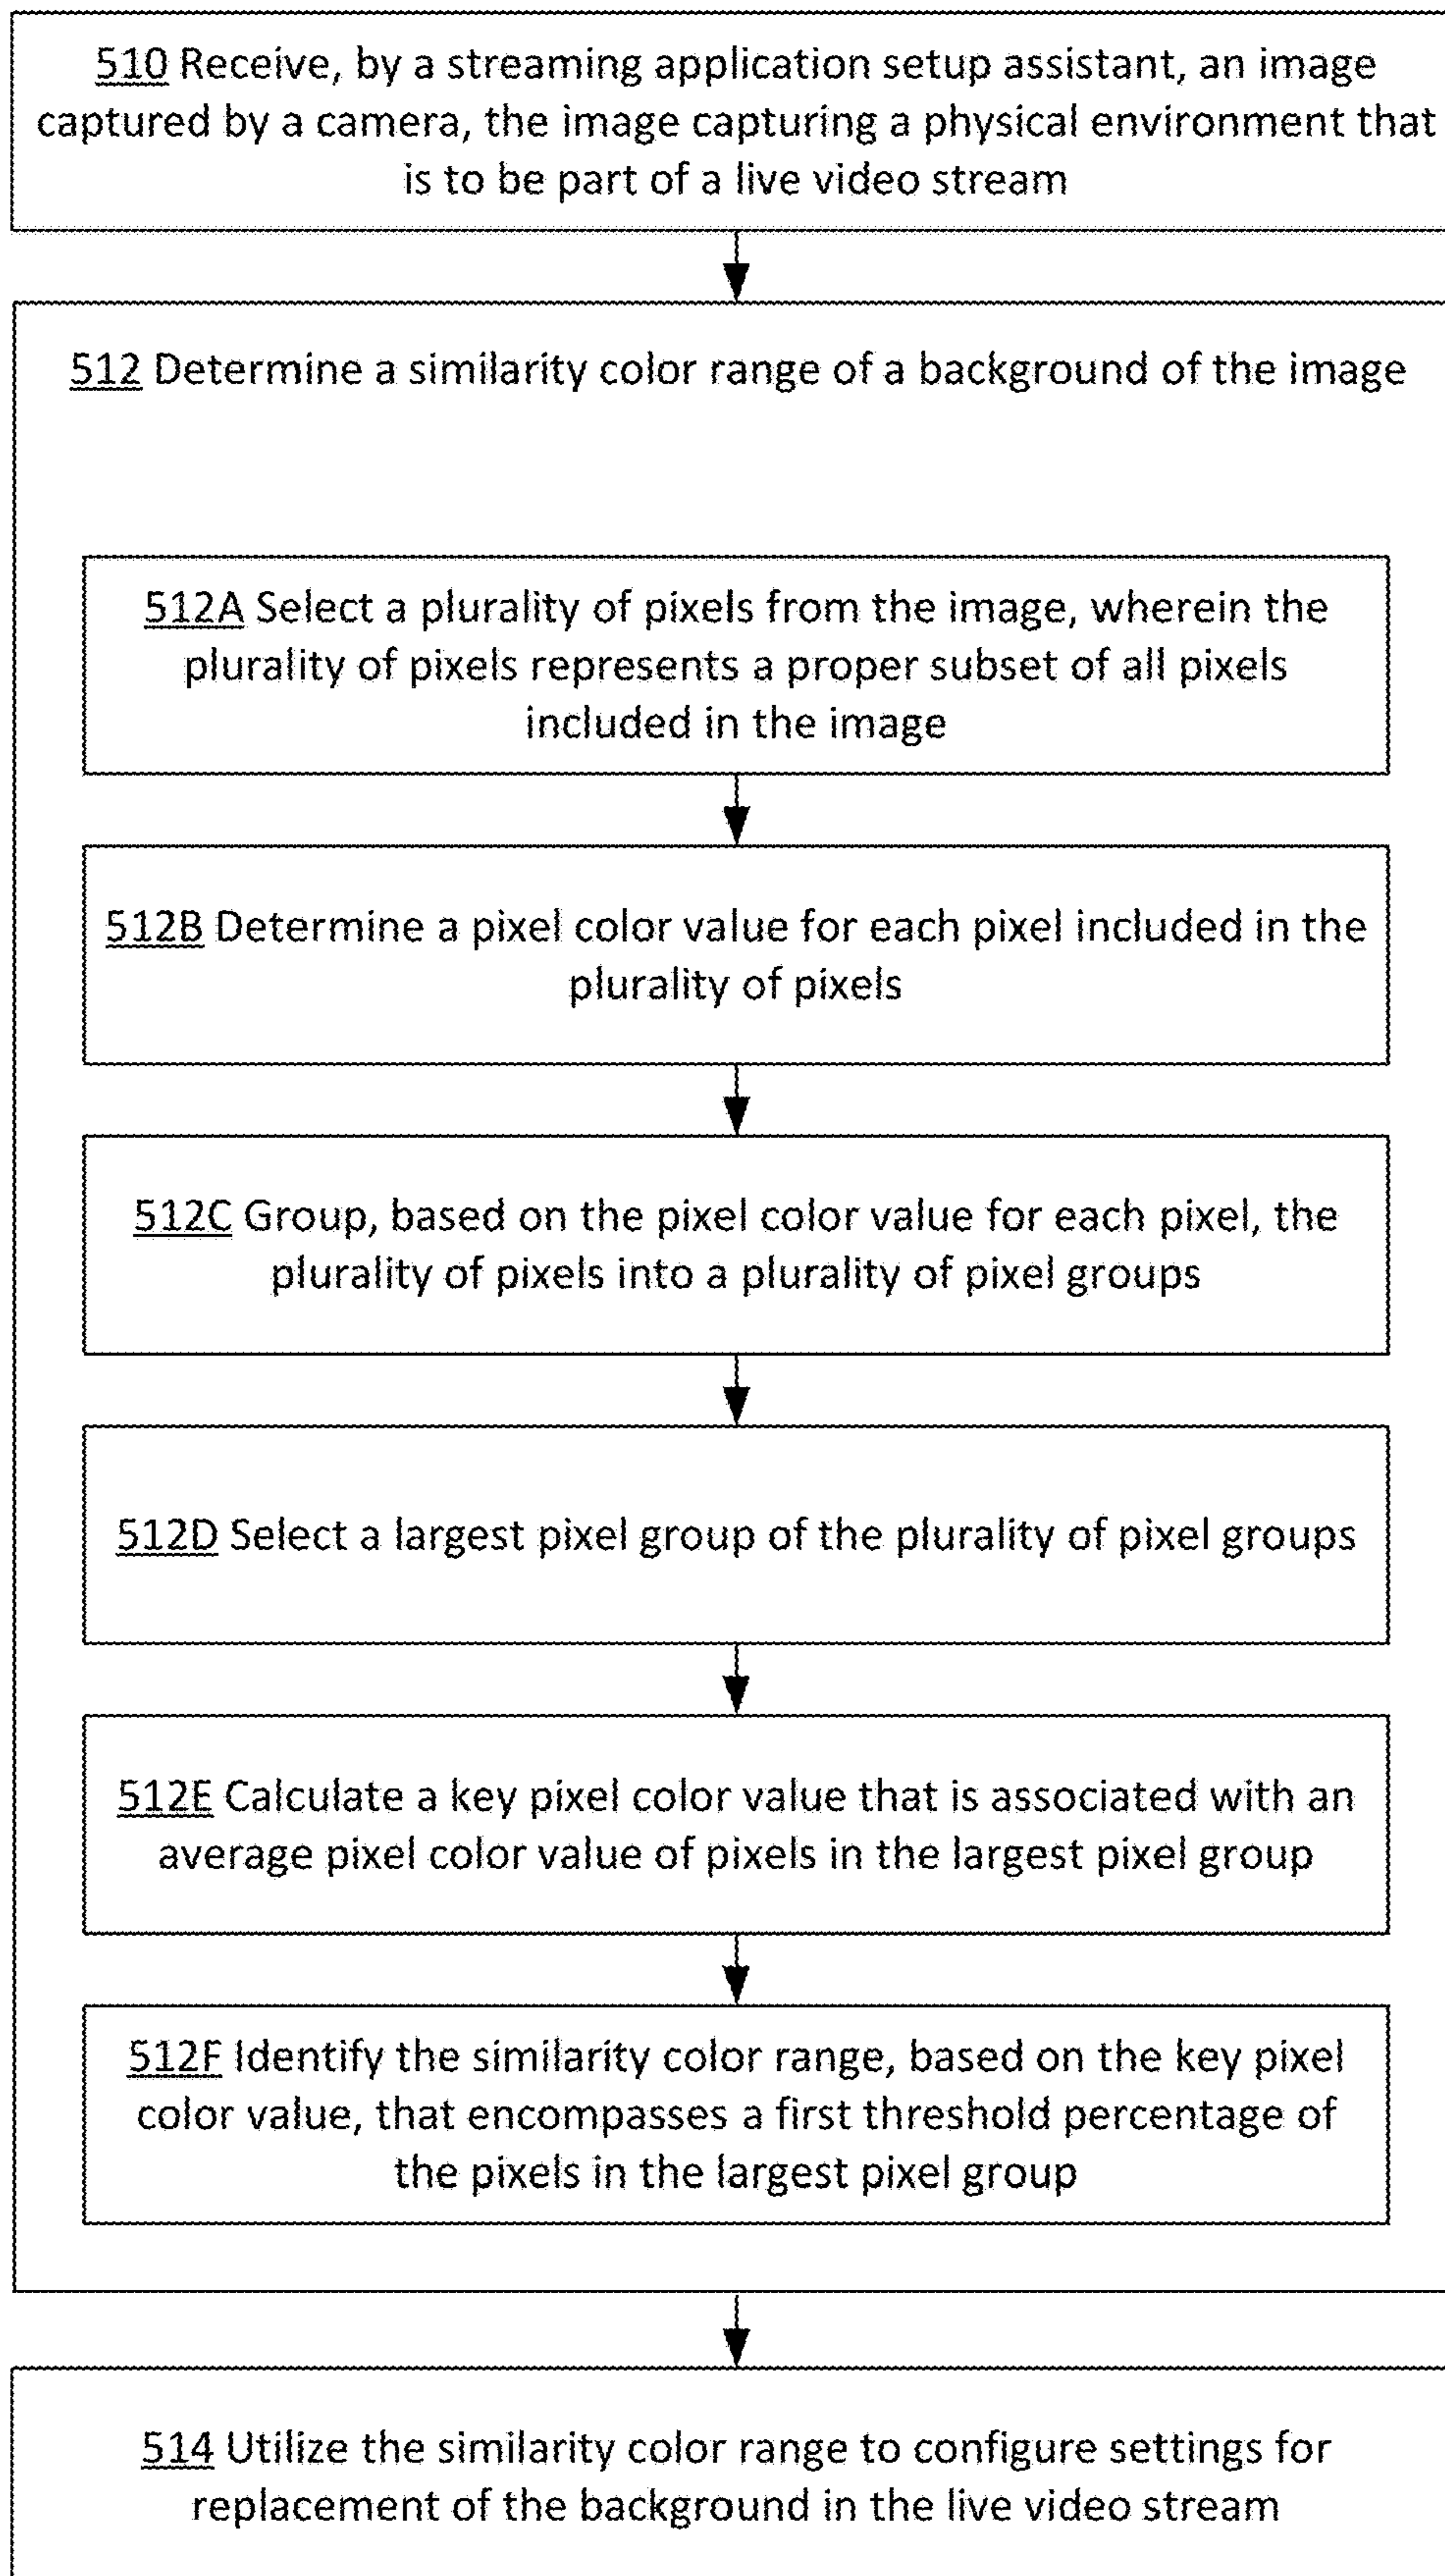 510 Receive, by a streaming application setup assistant, an image
captured by a camera, the image capturing a physical environment that
is to be part of a live video stream
512 Determine a similarity color range of a background of the image
512A Select a plurality of pixels from the image, wherein the
plurality of pixels represents a proper subset of all pixels
included in the image
512B Determine a pixel color value for each pixel included in the
plurality of pixels
512C Group, based on the pixel color value for each pixel, the
plurality of pixels into a plurality of pixel groups
512D Select a largest pixel group of the plurality of pixel groups
512E Calculate a key pixel color value that is associated with an
average pixel color value of pixels in the largest pixel group
512F Identify the similarity color range, based on the key pixel
color value, that encompasses a first threshold percentage of
the pixels in the largest pixel group
514 Utilize the similarity color range to configure settings for
replacement of the background in the live video stream